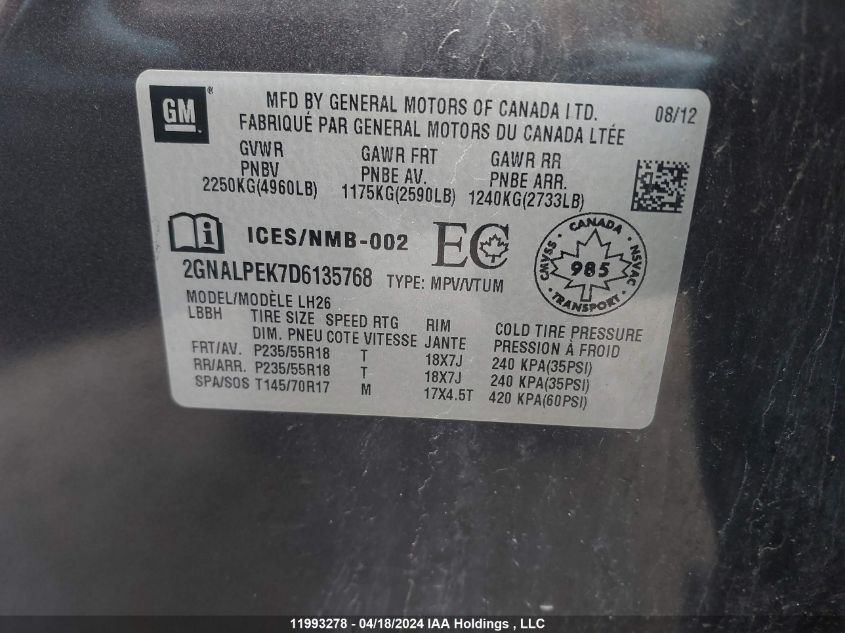 GM ® MFD BY GENERAL MOTORS OF CANADA LTD. 08/12
FABRIQUÉ PAR GENERAL MOTORS DU CANADA LTÉE
GVWR GAWR FRT GAWR RR
PNBV PNBE AV. PNBE ARR.
2250KG(4960LB) 1175KG(2590LB) 1240KG(2733LB)
i ICES/NMB-002 EC
CANADA
SSVAC NSVAC
985
TRANSPORT
2GNALPEK7D6135768 TYPE: MPV/VTUM
MODEL/MODÈLE LH26
LBBH TIRE SIZE SPEED RTG RIM COLD TIRE PRESSURE
DIM. PNEU COTE VITESSE JANTE PRESSION À FROID
FRT/AV. P235/55R18 T 18X7J 240 KPA(35PSI)
RR/ARR. P235/55R18 T 18X7J 240 KPA(35PSI)
SPA/SOS T145/70R17 M 17X4.5T 420 KPA(60PSI)
11993278 - 04/18/2024 IAA Holdings, LLC